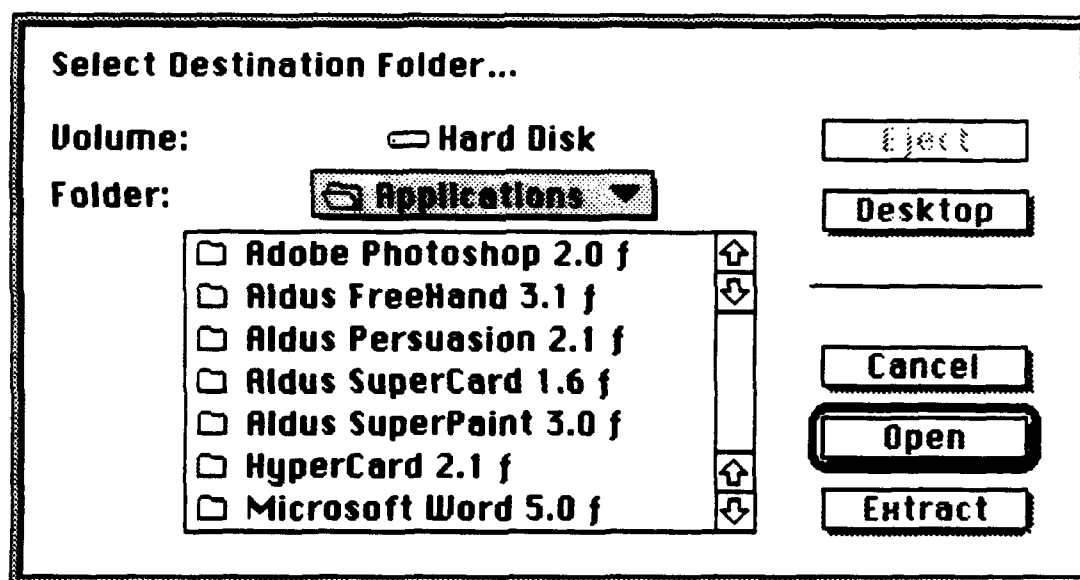 Select Destination Folder...
Volume: Hard Disk
Eject
Folder: Applications
Desktop
Adobe Photoshop 2.0 ƒ
Aldus FreeHand 3.1 ƒ
Aldus Persuasion 2.1 ƒ
Aldus SuperCard 1.6 ƒ
Aldus SuperPaint 3.0 ƒ
HyperCard 2.1 ƒ
Microsoft Word 5.0 ƒ
Cancel
Open
Extract